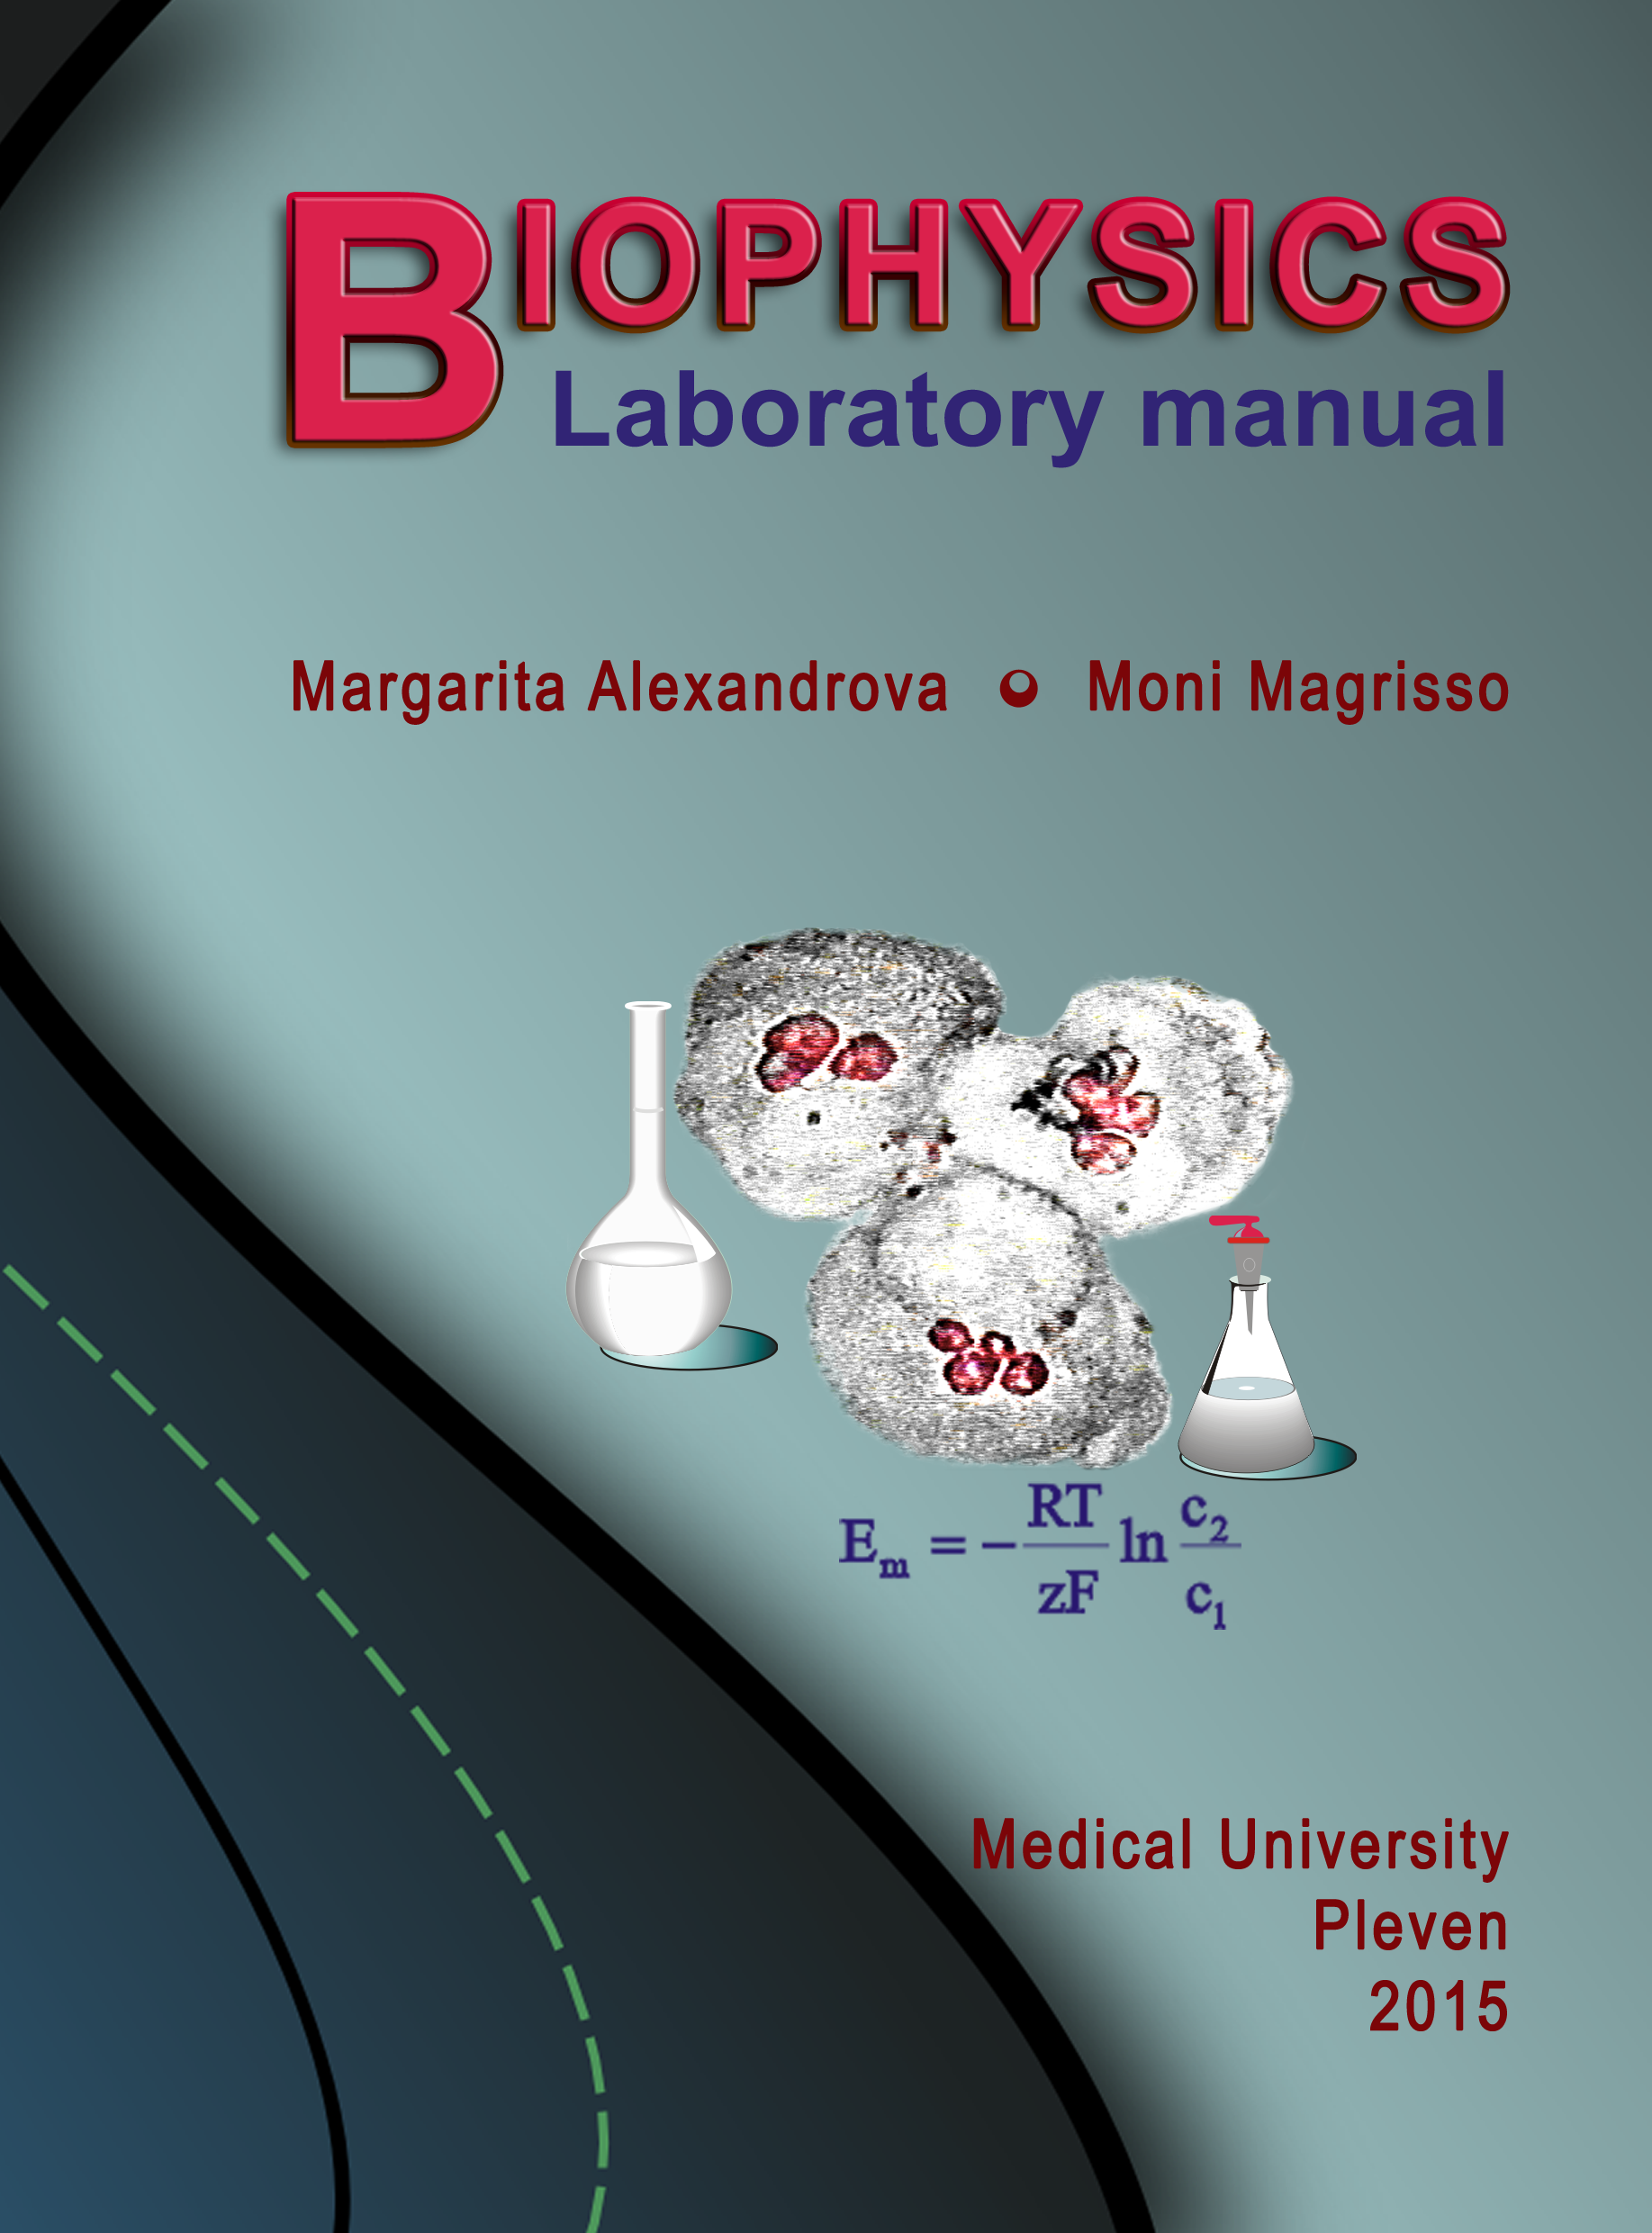 BIOPHYSICS
Laboratory manual
Margarita Alexandrova Moni Magrisso
E_m = - RT/zF ln c_2/c_1
Medical University
Pleven
2015